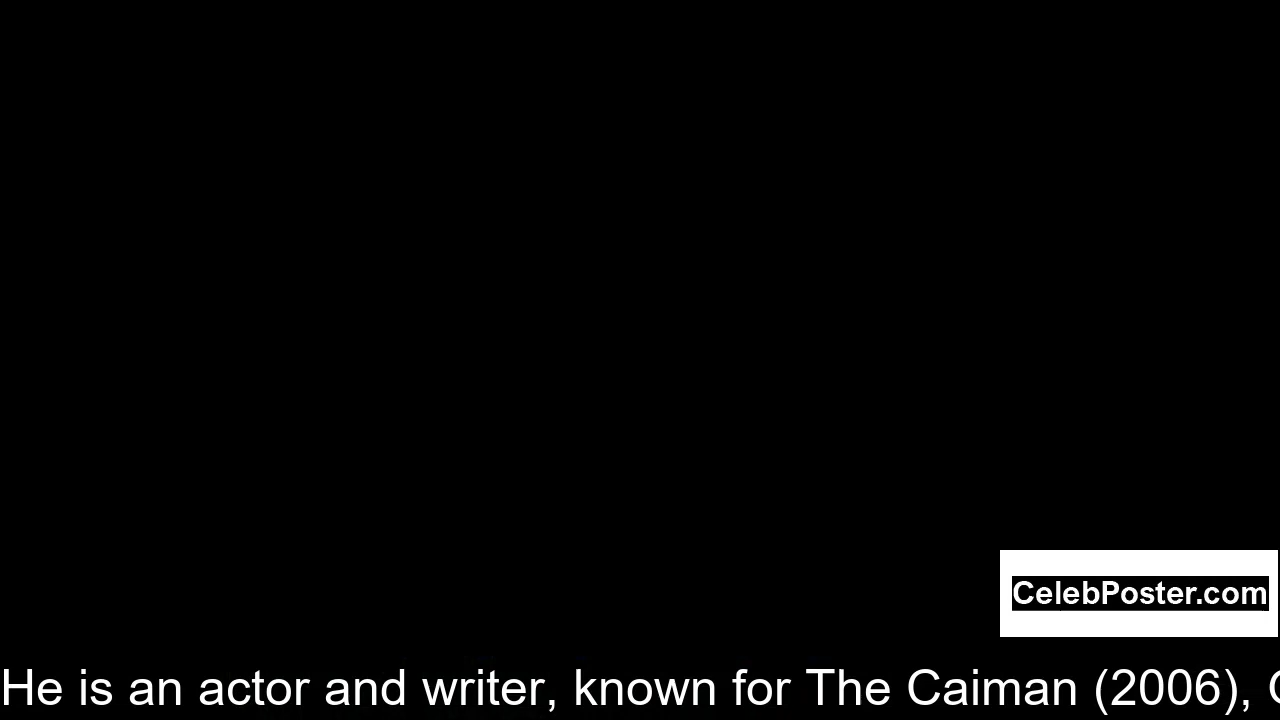 CelebPoster.com
He is an actor and writer, known for The Caiman (2006),